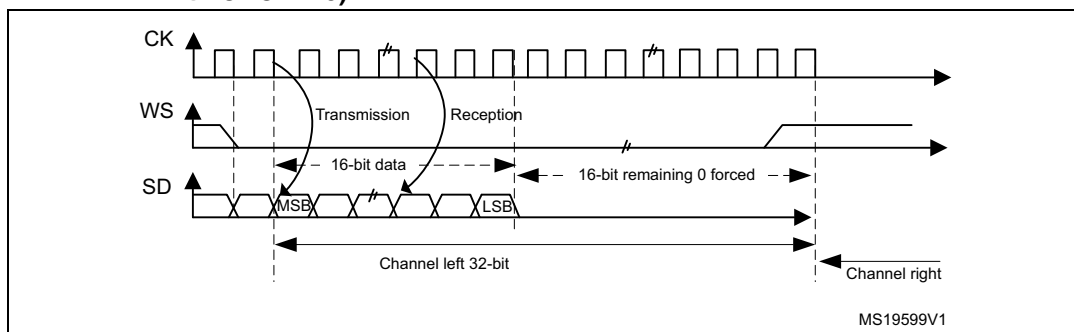 CK
WS
Transmission
Reception
16-bit data
16-bit remaining 0 forced
SD
MSB
LSB
Channel left 32-bit
Channel right
MS19599V1